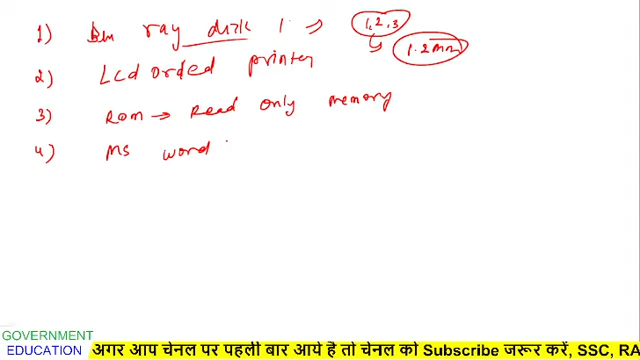 1) Blu ray disk 1 => 1,2,3
1.2mm
2) Lcd orded printer
3) ROM → Read only memory
4) MS word
GOVERNMENT
EDUCATION
अगर आप चेनल पर पहली बार आये है तो चेनल को Subscribe जरूर करें, SSC, RA